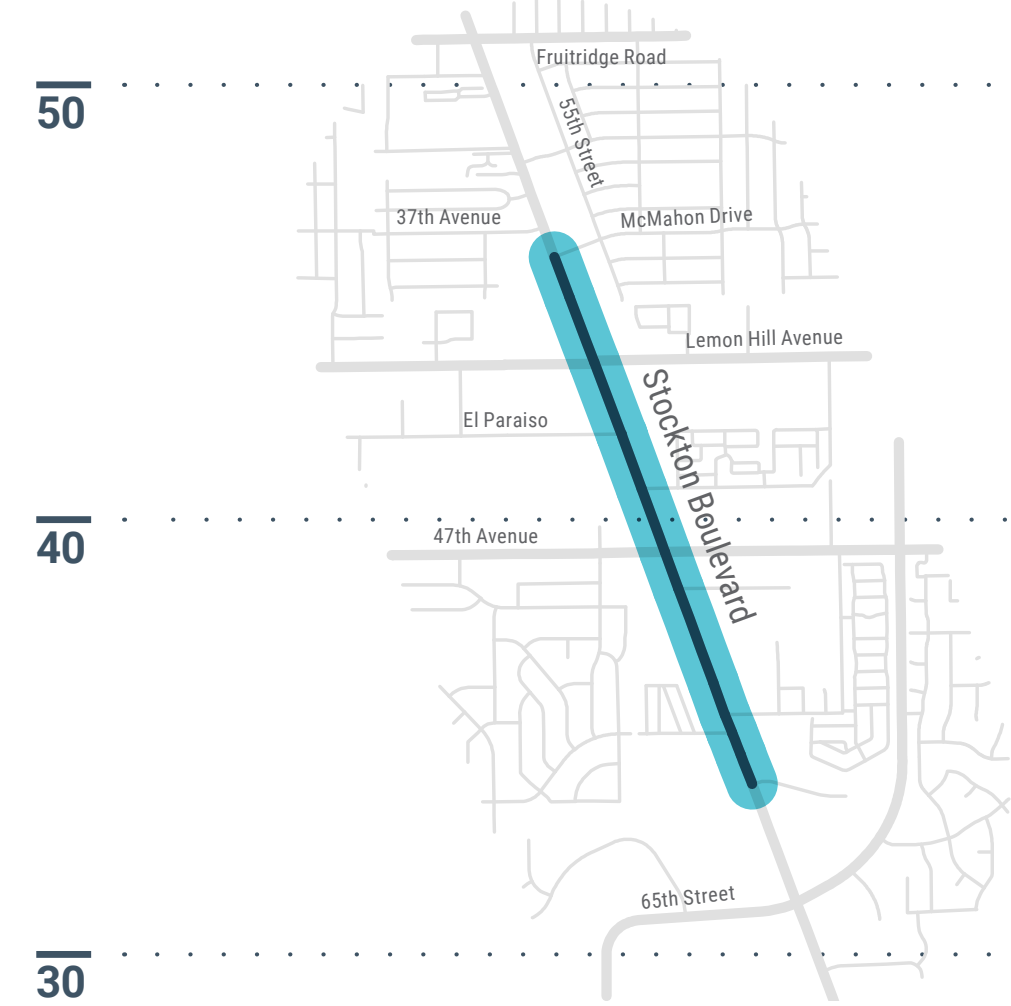 Fruitridge Road
50
55th Street
37th Avenue
McMahon Drive
Lemon Hill Avenue
Stockton Boulevard
El Paraiso
40
47th Avenue
65th Street
30